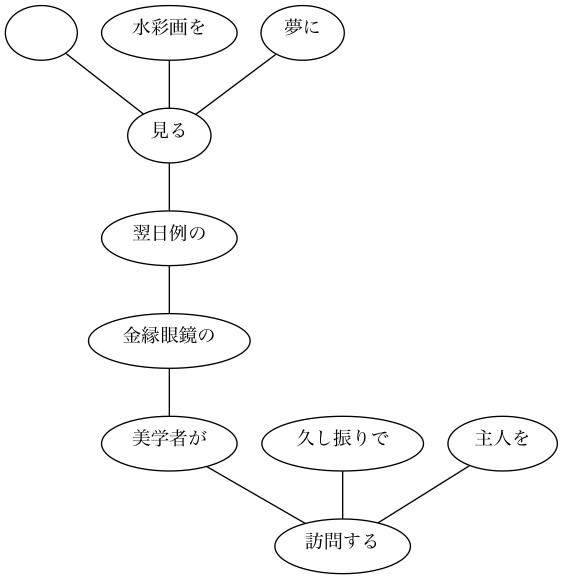 水彩画を
夢に
見る
翌日例の
金縁眼鏡の
美学者が
久し振りで
主人を
訪問する